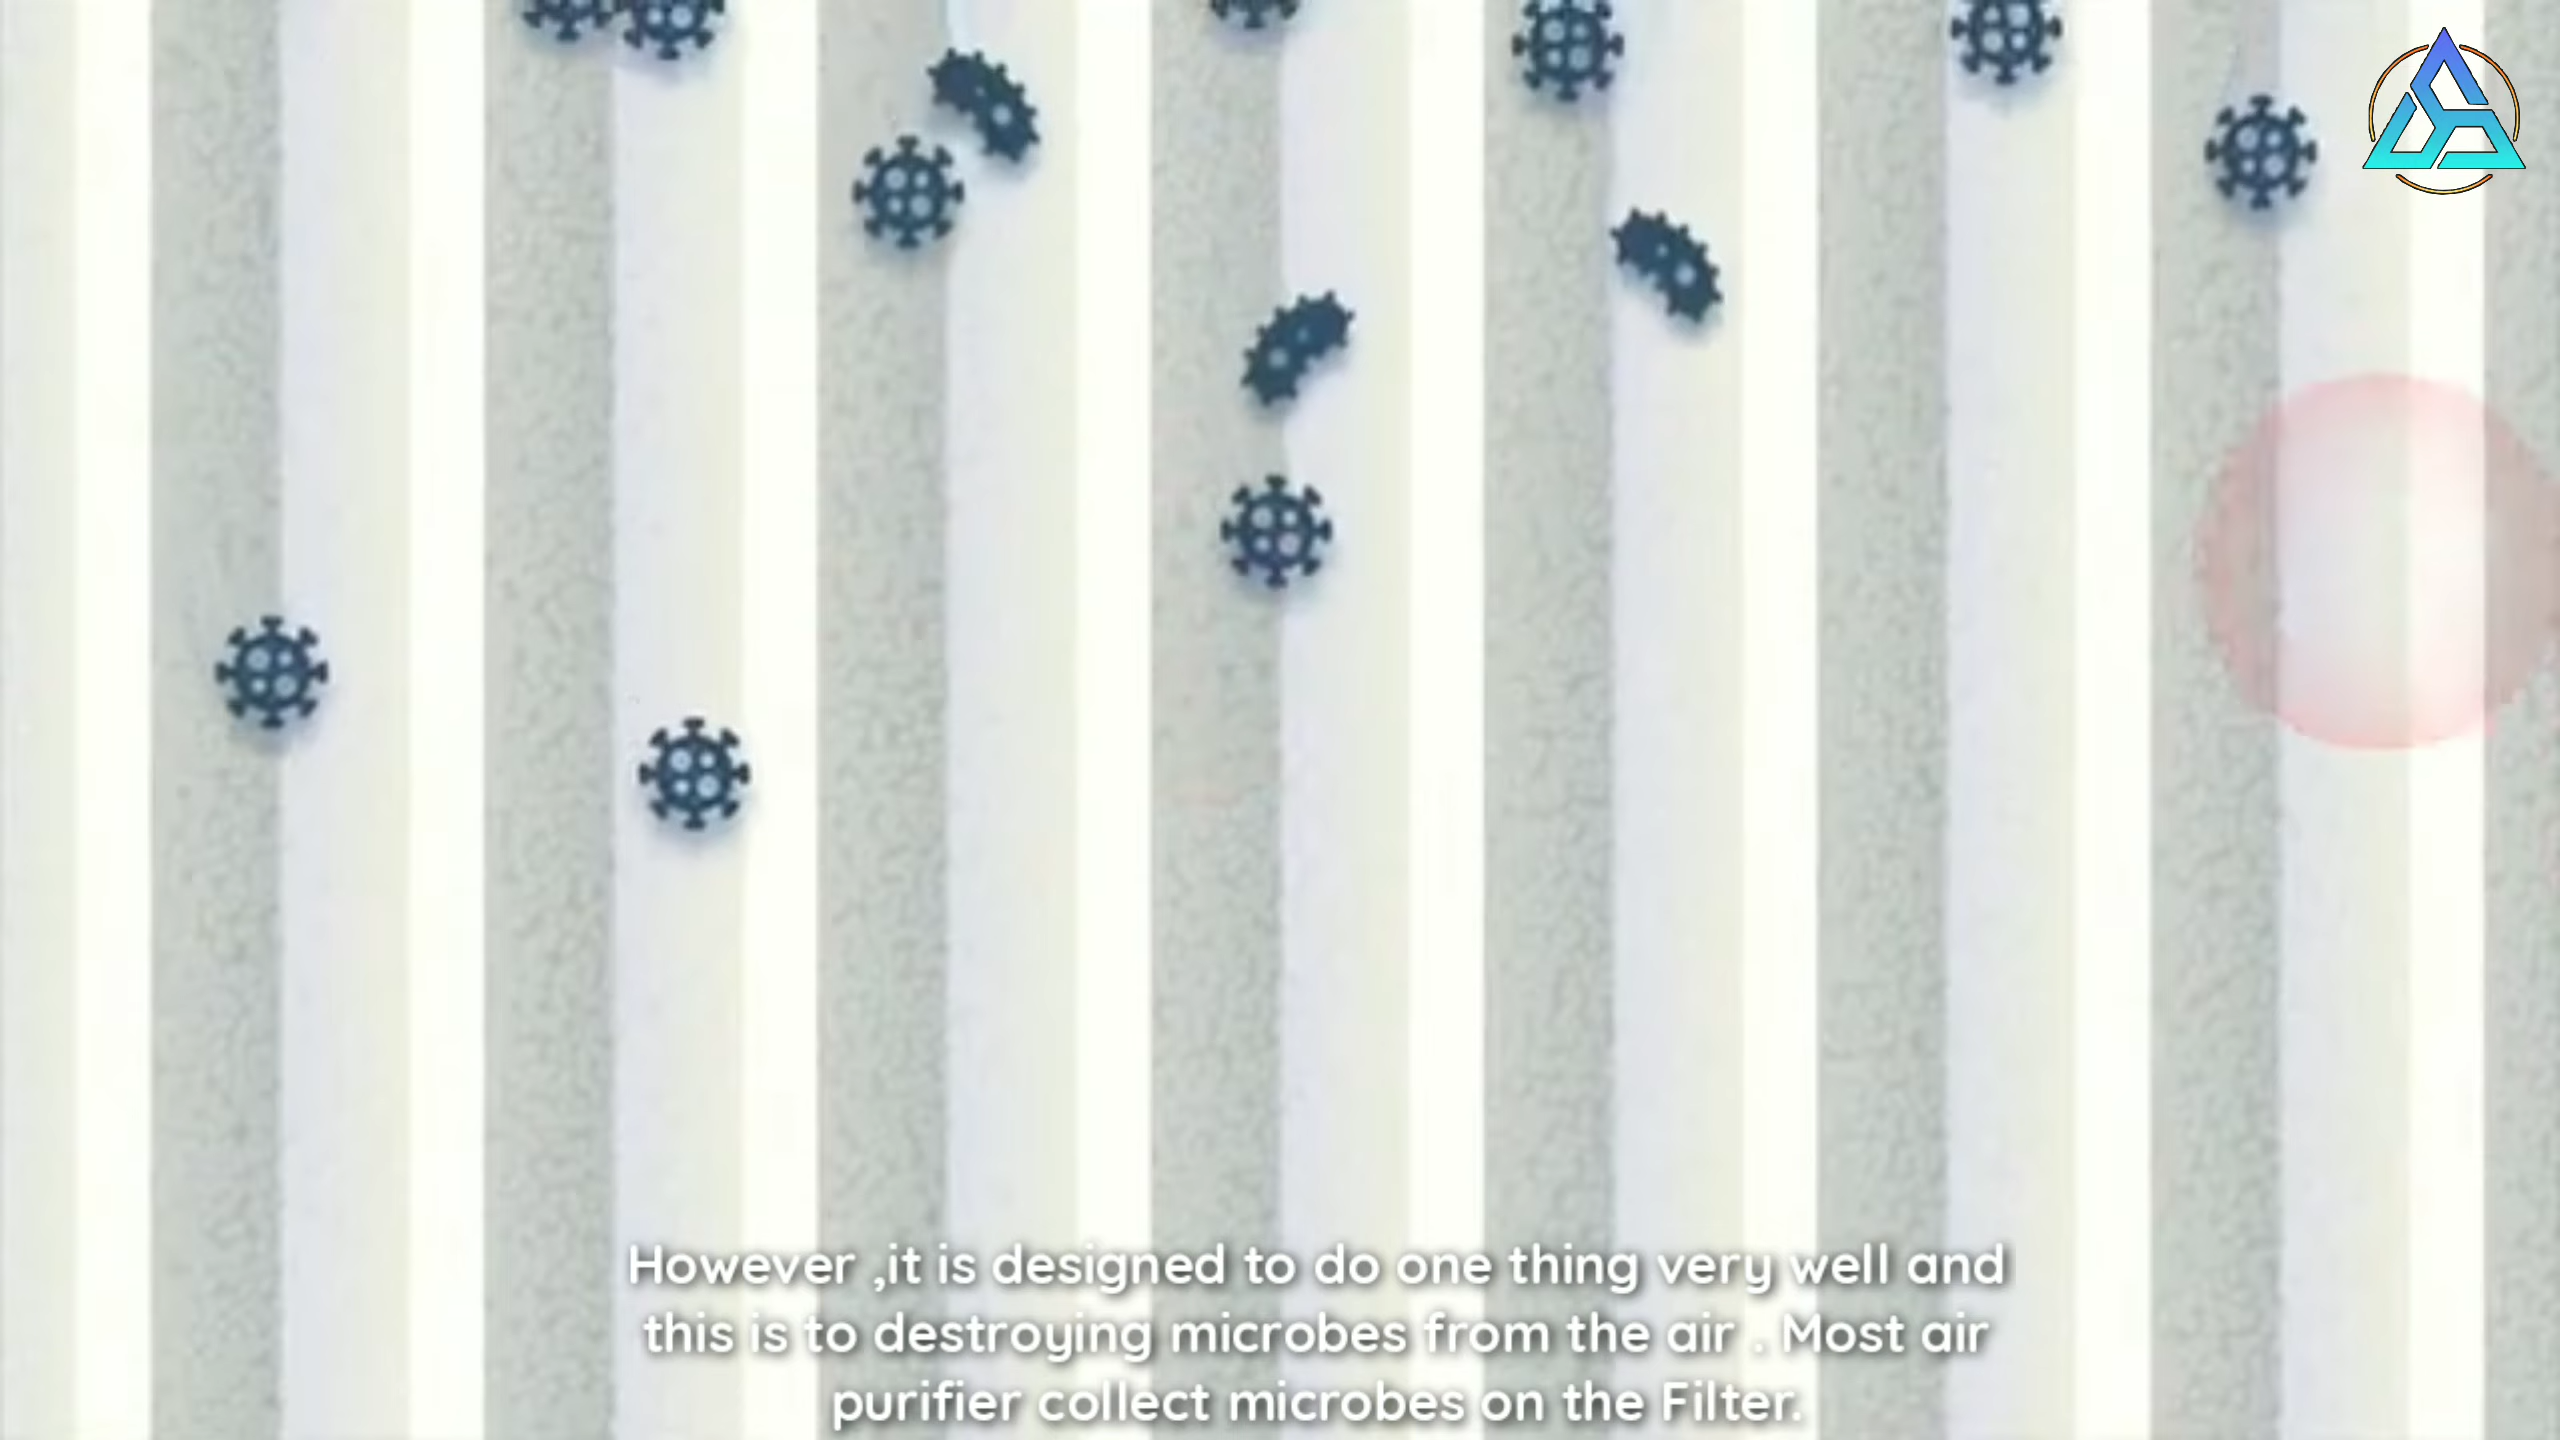 However ,it is designed to do one thing very well and
this is to destroying microbes from the air . Most air
purifier collect microbes on the Filter.